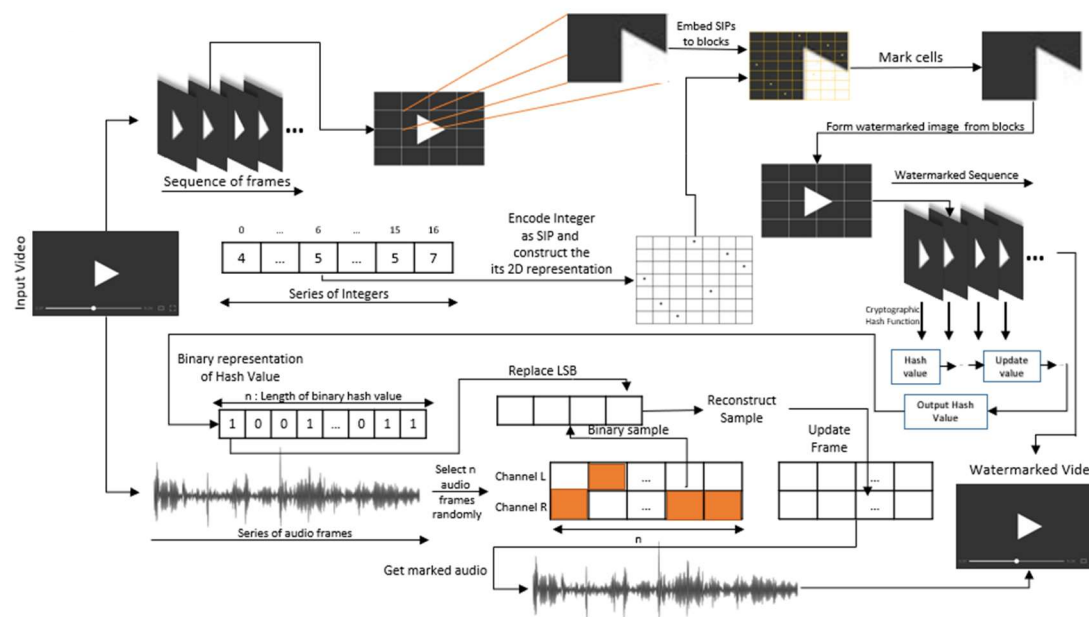 Embed SIPs
to blocks
Mark cells
Sequence of frames
Form watermarked image from blocks
Watermarked Sequence
Input Video
0 ... 6 ... 15 16
4 ... 5 ... 5 7
Series of Integers
Encode Integer
as SIP and
construct the
its 2D representation
Cryptographic
Hash Function
Hash
value
Update
value
Output Hash
Value
Binary representation
of Hash Value
n : Length of binary hash value
1 0 0 1 ... 0 1 1
Replace LSB
Binary sample
Reconstruct
Sample
Update
Frame
Select n
audio
frames
randomly
Channel L
Channel R
...
...
n
...
...
Series of audio frames
Get marked audio
Watermarked Video